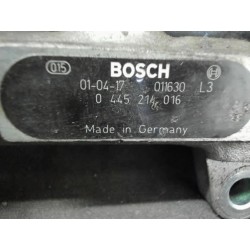 015 BOSCH
01-04-17 011630 L3
0 445 214 016
Made in Germany